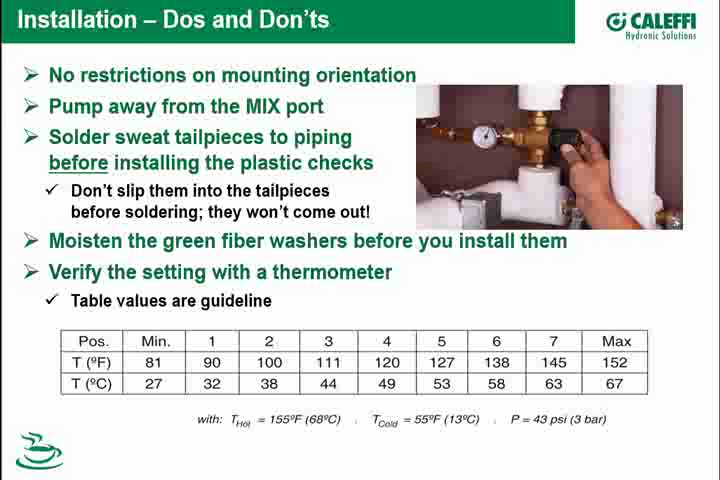 Installation – Dos and Don'ts
CALEFFI
Hydronic Solutions
No restrictions on mounting orientation
Pump away from the MIX port
Solder sweat tailpieces to piping
before installing the plastic checks
Don't slip them into the tailpieces
before soldering; they won't come out!
Moisten the green fiber washers before you install them
Verify the setting with a thermometer
Table values are guideline
Pos. Min. 1 2 3 4 5 6 7 Max
T (ºF) 81 90 100 111 120 127 138 145 152
T (ºC) 27 32 38 44 49 53 58 63 67
with: THot = 155ºF (68ºC) , TCold = 55ºF (13ºC) , P = 43 psi (3 bar)